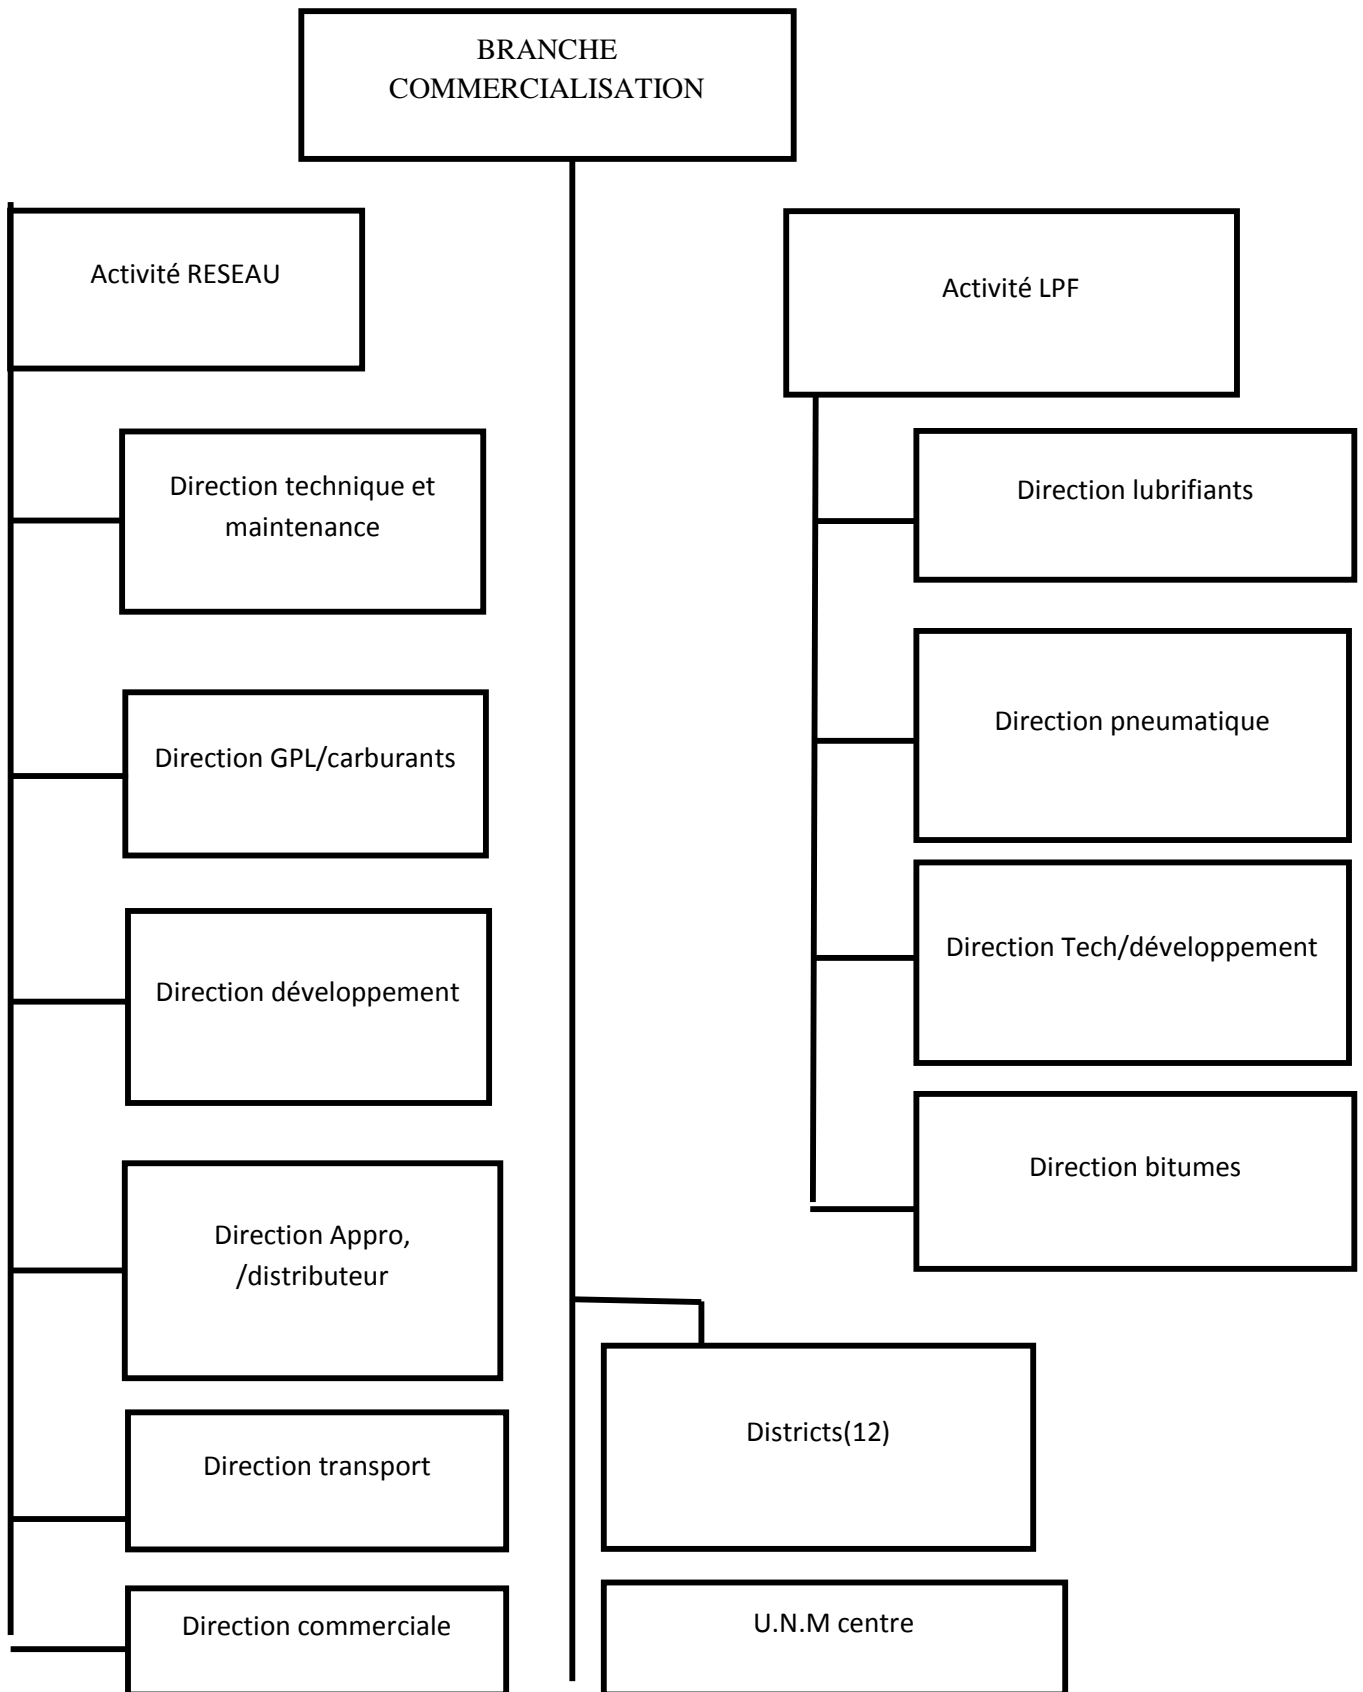 BRANCHE
COMMERCIALISATION
Activité RESEAU
Activité LPF
Direction technique et
maintenance
Direction lubrifiants
Direction GPL/carburants
Direction pneumatique
Direction développement
Direction Tech/développement
Direction Appro,
/distributeur
Direction bitumes
Direction transport
Districts(12)
Direction commerciale
U.N.M centre